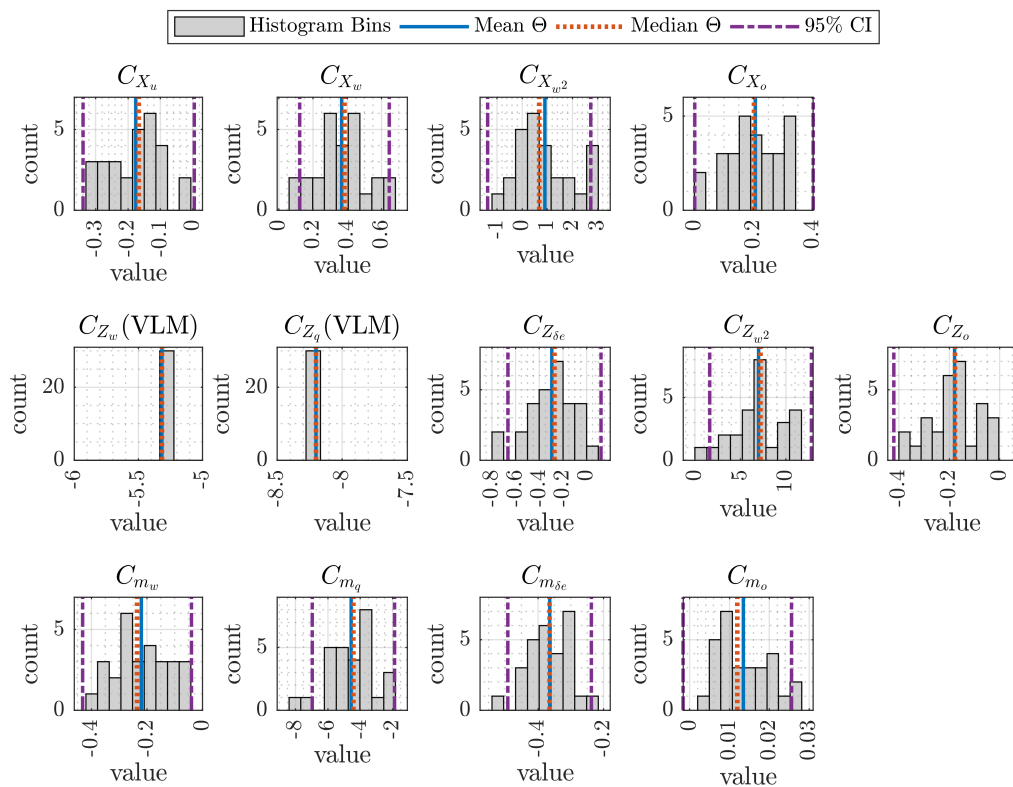 Histogram Bins Mean Θ Median Θ 95% CI
C_{X_u} C_{X_w} C_{X_{w^2}} C_{X_o}
count 0 5 -0.3 -0.2 -0.1 0 value
count 0 5 0 0.2 0.4 0.6 value
count 0 5 -1 0 1 2 3 value
count 0 5 0 0.2 0.4 value
C_{Z_w}(VLM) C_{Z_q}(VLM) C_{Z_{δe}} C_{Z_{w^2}} C_{Z_o}
count 0 20 -6 -5.5 -5 value
count 0 20 -8.5 -8 -7.5 value
count 0 5 -0.8 -0.6 -0.4 -0.2 0 value
count 0 5 0 5 10 value
count 0 5 -0.4 -0.2 0 value
C_{m_w} C_{m_q} C_{m_{δe}} C_{m_o}
count 0 5 -0.4 -0.2 0 value
count 0 5 -8 -6 -4 -2 value
count 0 5 -0.4 -0.2 value
count 0 5 0 0.01 0.02 0.03 value